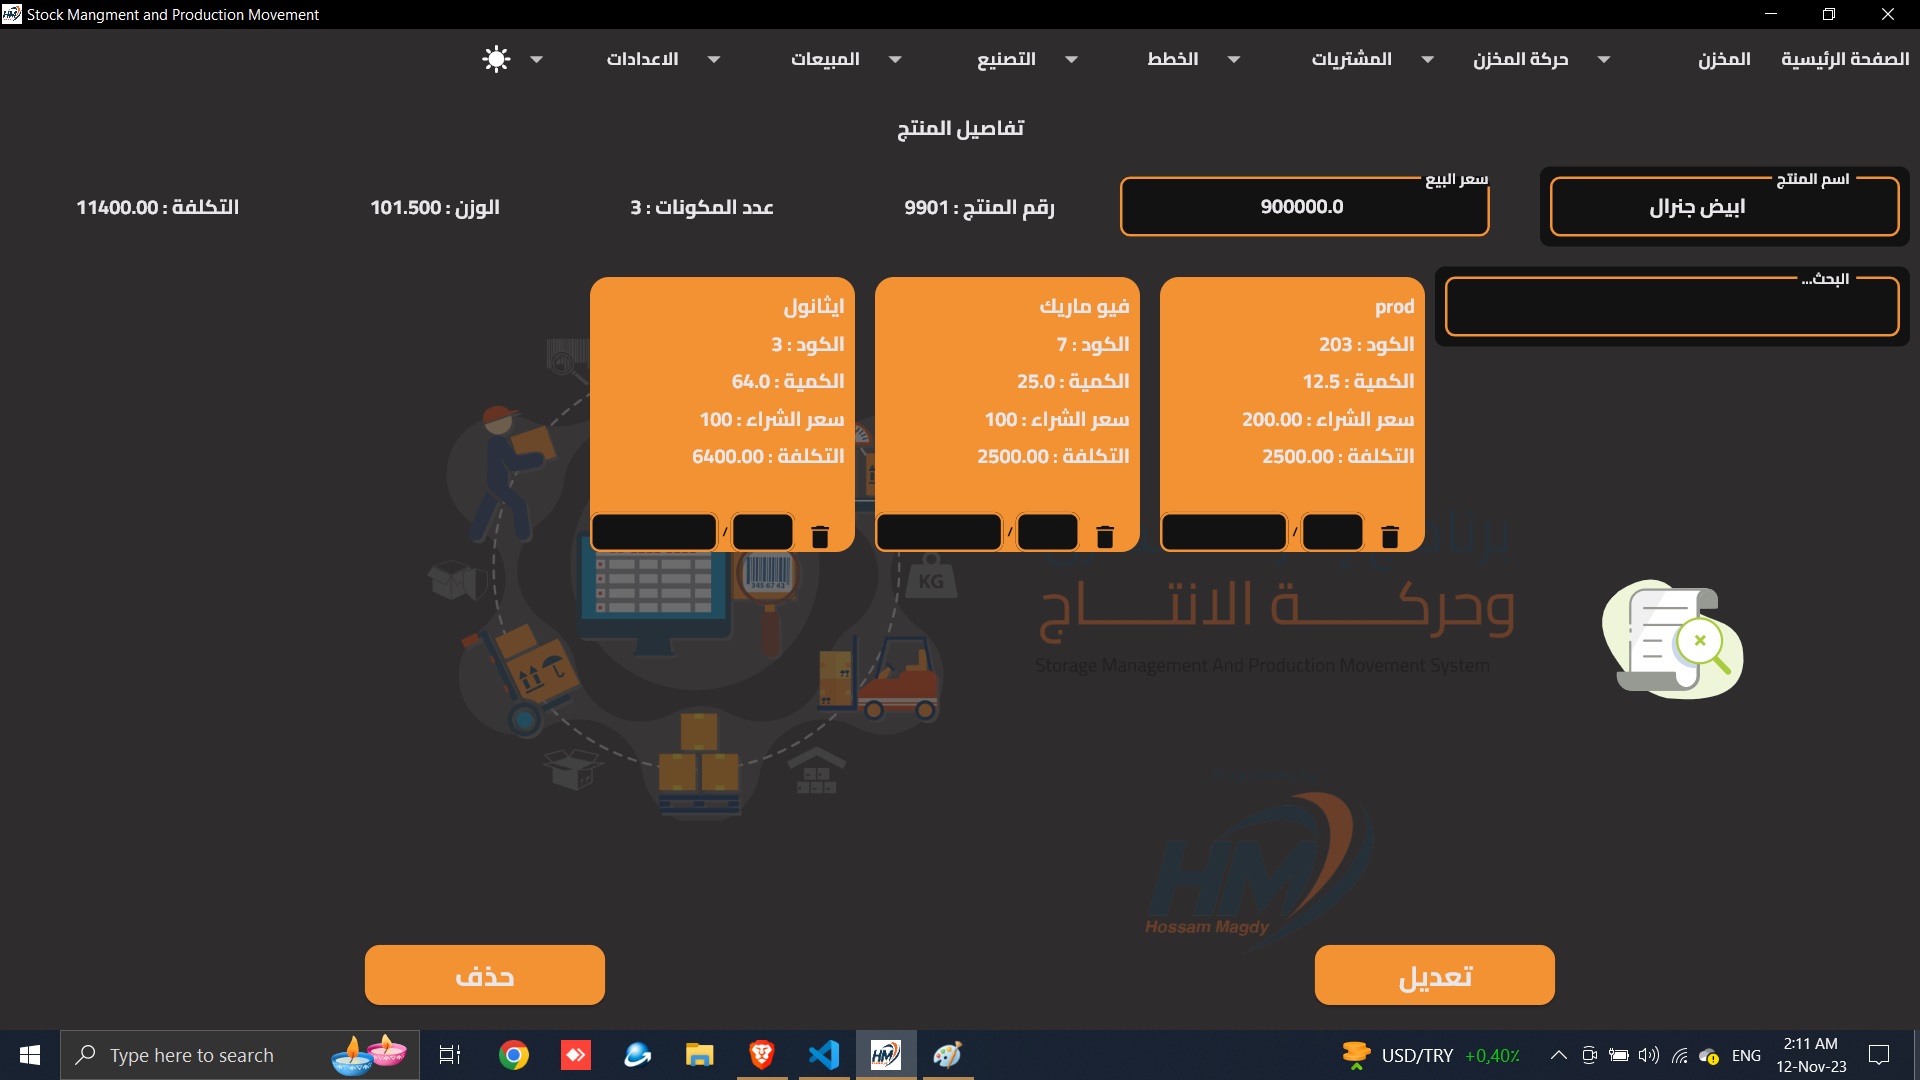 Stock Mangment and Production Movement
الصفحة الرئيسية
المخزن
حركة المخزن
المشتريات
الخطط
التصنيع
المبيعات
الاعدادات
تفاصيل المنتج
اسم المنتج
ابيض جنرال
سعر البيع
900000.0
رقم المنتج : 9901
عدد المكونات : 3
الوزن : 101.500
التكلفة : 11400.00
البحث...
prod
الكود : 203
الكمية : 12.5
سعر الشراء : 200.00
التكلفة : 2500.00
/
فيو ماريك
الكود : 7
الكمية : 25.0
سعر الشراء : 100
التكلفة : 2500.00
/
ايثانول
الكود : 3
الكمية : 64.0
سعر الشراء : 100
التكلفة : 6400.00
/
KG
وحركة الانتاج
Storage Management And Production Movement System
HM
Hossam Magdy
تعديل
حذف
Type here to search
HM
USD/TRY +0,40%
ENG
2:11 AM
12-Nov-23